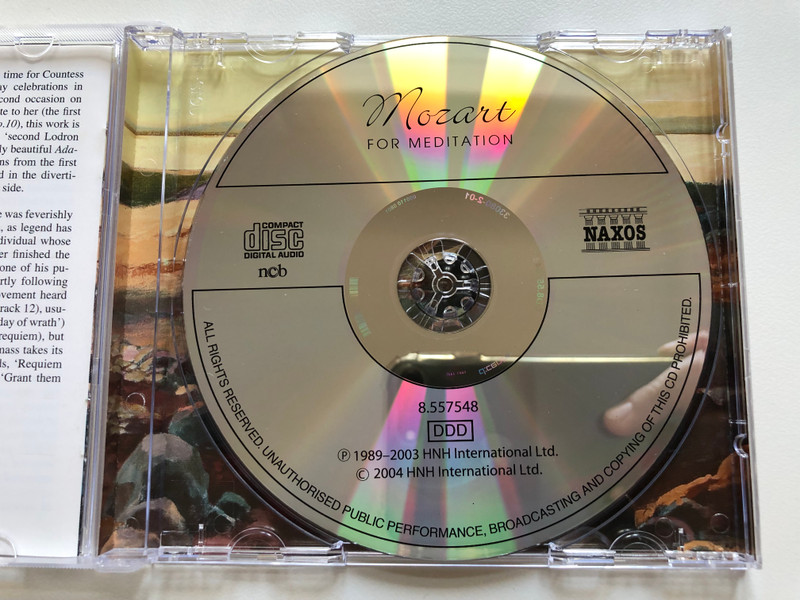 time for Countess
y celebrations in
cond occasion on
te to her (the first
o.10), this work is
'second Lodron
ly beautiful Ada-
ns from the first
d in the diverti-
side.
e was feverishly
, as legend has
dividual whose
er finished the
one of his pu-
rtly following
ovement heard
rack 12), usu-
day of wrath')
requiem), but
mass takes its
ls, 'Requiem
'Grant them
Mozart
FOR MEDITATION
COMPACT
disc
DIGITAL AUDIO
ncb
NAXOS
8.557548
DDD
℗ 1989–2003 HNH International Ltd.
© 2004 HNH International Ltd.
ALL RIGHTS RESERVED. UNAUTHORISED PUBLIC PERFORMANCE, BROADCASTING AND COPYING OF THIS CD PROHIBITED.